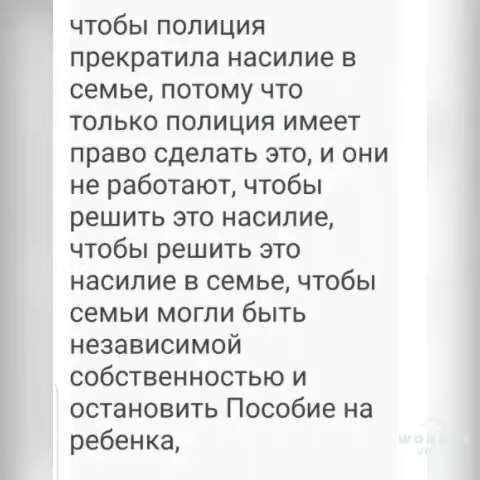 чтобы полиция
прекратила насилие в
семье, потому что
только полиция имеет
право сделать это, и они
не работают, чтобы
решить это насилие,
чтобы решить это
насилие в семье, чтобы
семьи могли быть
независимой
собственностью и
остановить Пособие на
ребенка,